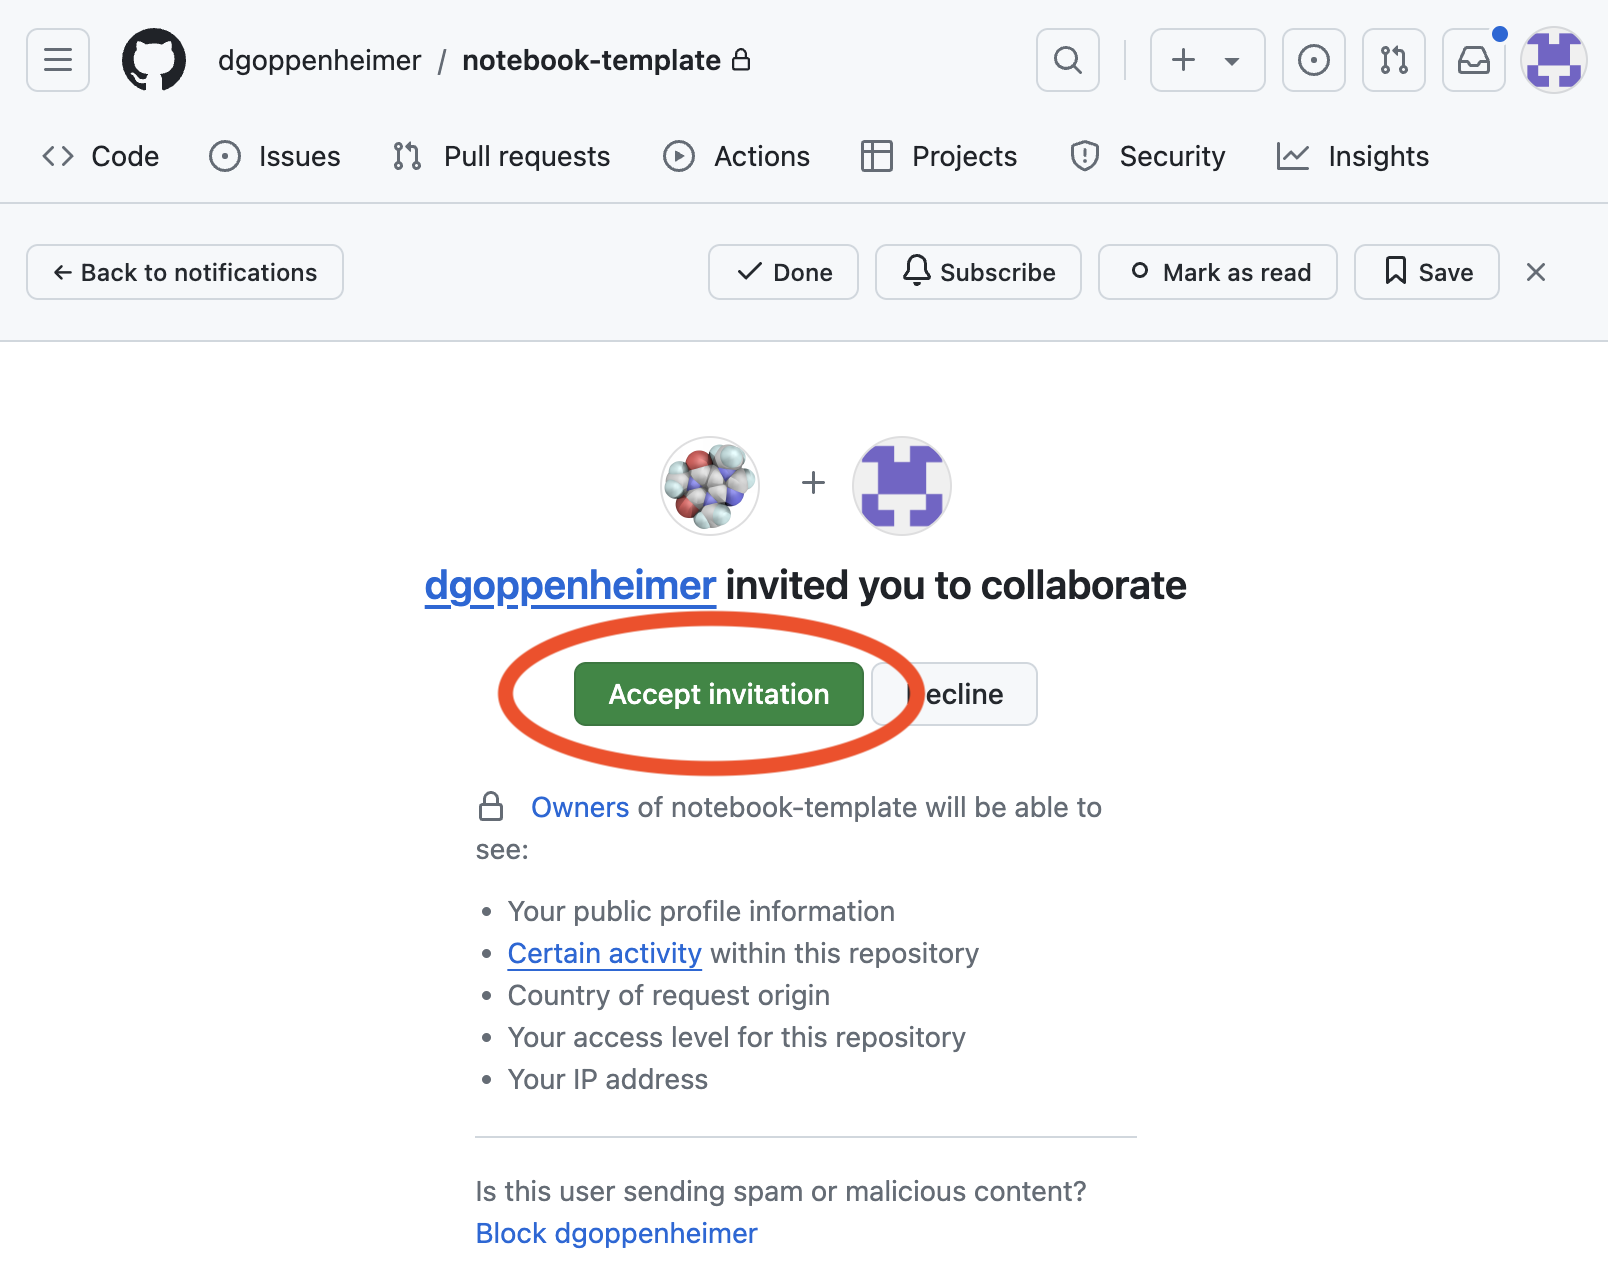 dgoppenheimer / notebook-template
Code Issues Pull requests Actions Projects Security Insights
← Back to notifications Done Subscribe Mark as read Save
dgoppenheimer invited you to collaborate
Accept invitation ecline
Owners of notebook-template will be able to
see:
• Your public profile information
• Certain activity within this repository
• Country of request origin
• Your access level for this repository
• Your IP address
Is this user sending spam or malicious content?
Block dgoppenheimer